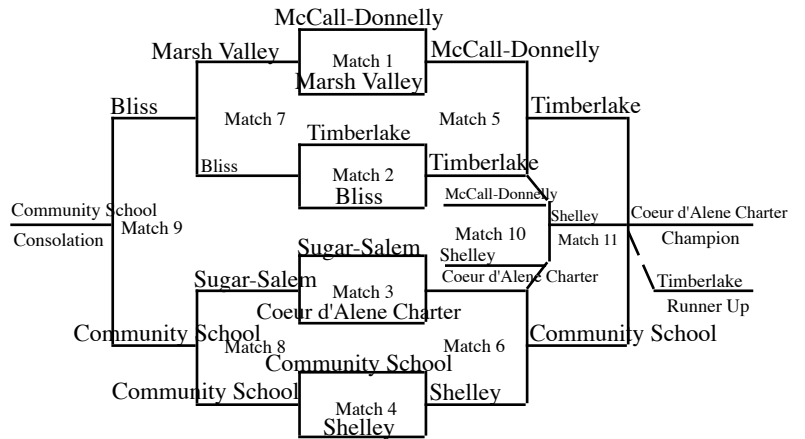 McCall-Donnelly
Marsh Valley
Match 1
McCall-Donnelly
Marsh Valley
Bliss
Match 7
Match 5
Timberlake
Timberlake
Bliss
Match 2
Timberlake
Bliss
McCall-Donnelly
Community School
Shelley
Coeur d'Alene Charter
Match 9
Match 10
Match 11
Consolation
Champion
Sugar-Salem
Shelley
Sugar-Salem
Match 3
Coeur d'Alene Charter
Timberlake
Coeur d'Alene Charter
Runner Up
Community School
Match 8
Match 6
Community School
Community School
Community School
Match 4
Shelley
Shelley